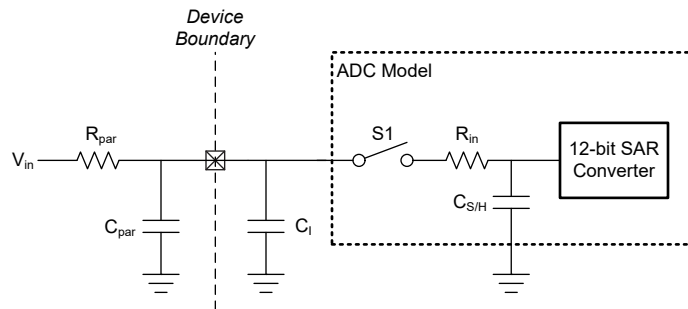 Device
Boundary
ADC Model
R_par
S1
R_in
V_in
12-bit SAR
Converter
C_par
C_I
C_S/H